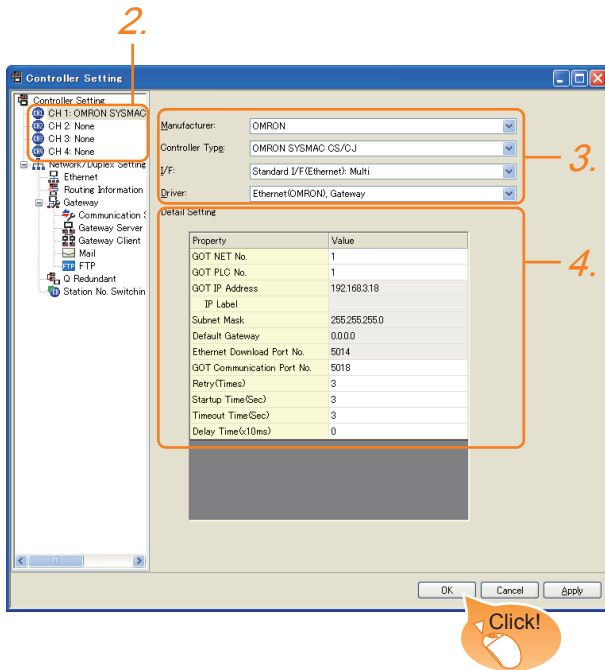 2.
Controller Setting
Controller Setting
CH 1: OMRON SYSMAC
CH 2: None
CH 3: None
CH 4: None
Network/Duplex Setting
Ethernet
Routing Information
Gateway
Communication S
Gateway Server
Gateway Client
Mail
FTP FTP
Q Redundant
Station No. Switchin
Manufacturer: OMRON
Controller Type: OMRON SYSMAC CS/CJ
I/F: Standard I/F(Ethernet): Multi
Driver: Ethernet(OMRON), Gateway
3.
Detail Setting
Property Value
GOT NET No. 1
GOT PLC No. 1
GOT IP Address 192.168.3.18
IP Label
Subnet Mask 255.255.255.0
Default Gateway 0.0.0.0
Ethernet Download Port No. 5014
GOT Communication Port No. 5018
Retry(Times) 3
Startup Time(Sec) 3
Timeout Time(Sec) 3
Delay Time(x10ms) 0
4.
OK Cancel Apply
Click!